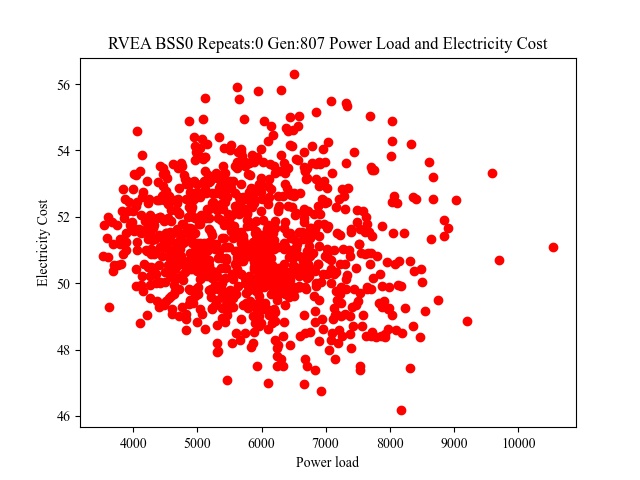 RVEA BSS0 Repeats:0 Gen:807 Power Load and Electricity Cost
Electricity Cost
56
54
52
50
48
46
4000 5000 6000 7000 8000 9000 10000
Power load